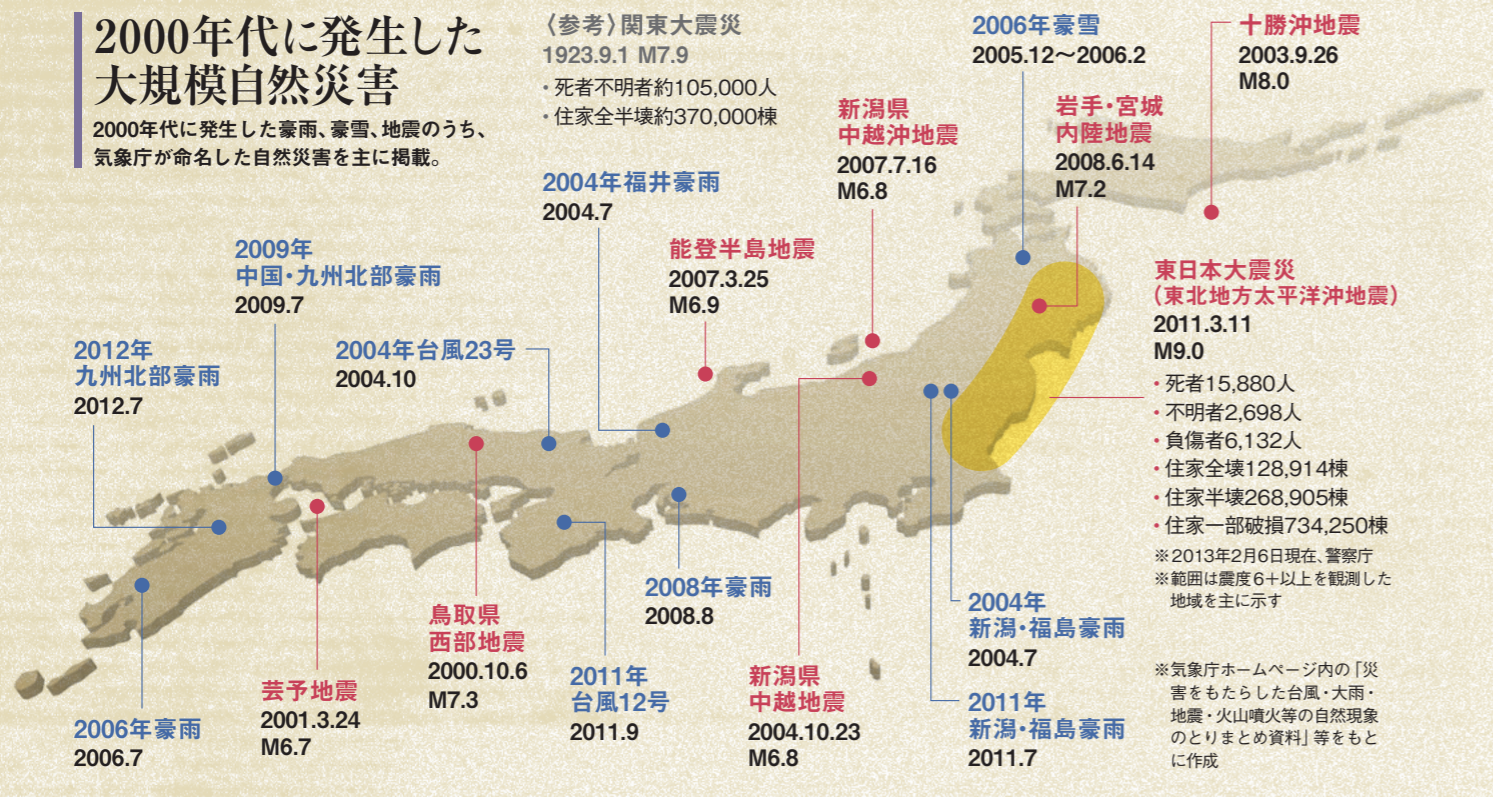 2000年代に発生した
大規模自然災害
2000年代に発生した豪雨、豪雪、地震のうち、
気象庁が命名した自然災害を主に掲載。
〈参考〉関東大震災
1923.9.1 M7.9
・死者不明者約105,000人
・住家全半壊約370,000棟
2006年豪雪
2005.12〜2006.2
十勝沖地震
2003.9.26
M8.0
新潟県
中越沖地震
2007.7.16
M6.8
岩手・宮城
内陸地震
2008.6.14
M7.2
2004年福井豪雨
2004.7
能登半島地震
2007.3.25
M6.9
2009年
中国・九州北部豪雨
2009.7
2012年
九州北部豪雨
2012.7
2004年台風23号
2004.10
東日本大震災
（東北地方太平洋沖地震）
2011.3.11
M9.0
・死者15,880人
・不明者2,698人
・負傷者6,132人
・住家全壊128,914棟
・住家半壊268,905棟
・住家一部破損734,250棟
※2013年2月6日現在、警察庁
※範囲は震度6+以上を観測した
地域を主に示す
2006年豪雨
2006.7
芸予地震
2001.3.24
M6.7
鳥取県
西部地震
2000.10.6
M7.3
2011年
台風12号
2011.9
2008年豪雨
2008.8
新潟県
中越地震
2004.10.23
M6.8
2004年
新潟・福島豪雨
2004.7
2011年
新潟・福島豪雨
2011.7
※気象庁ホームページ内の「災
害をもたらした台風・大雨・
地震・火山噴火等の自然現象
のとりまとめ資料」等をもと
に作成